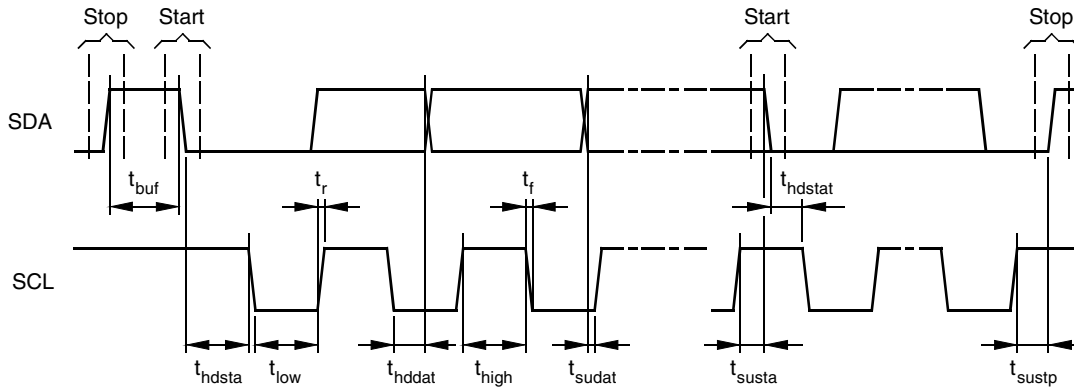 Stop Start Start Stop
SDA
t_buf t_r t_f t_hdstat
SCL
t_hdsta t_low t_hddat t_high t_sudat t_susta t_sustp